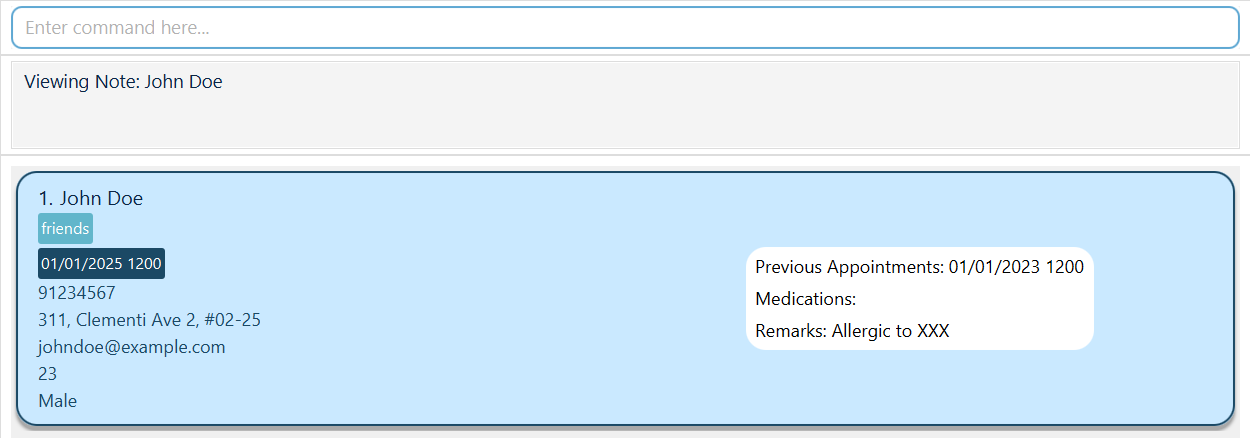 Enter command here...
Viewing Note: John Doe
1. John Doe
friends
01/01/2025 1200
91234567
311, Clementi Ave 2, #02-25
johndoe@example.com
23
Male
Previous Appointments: 01/01/2023 1200
Medications:
Remarks: Allergic to XXX